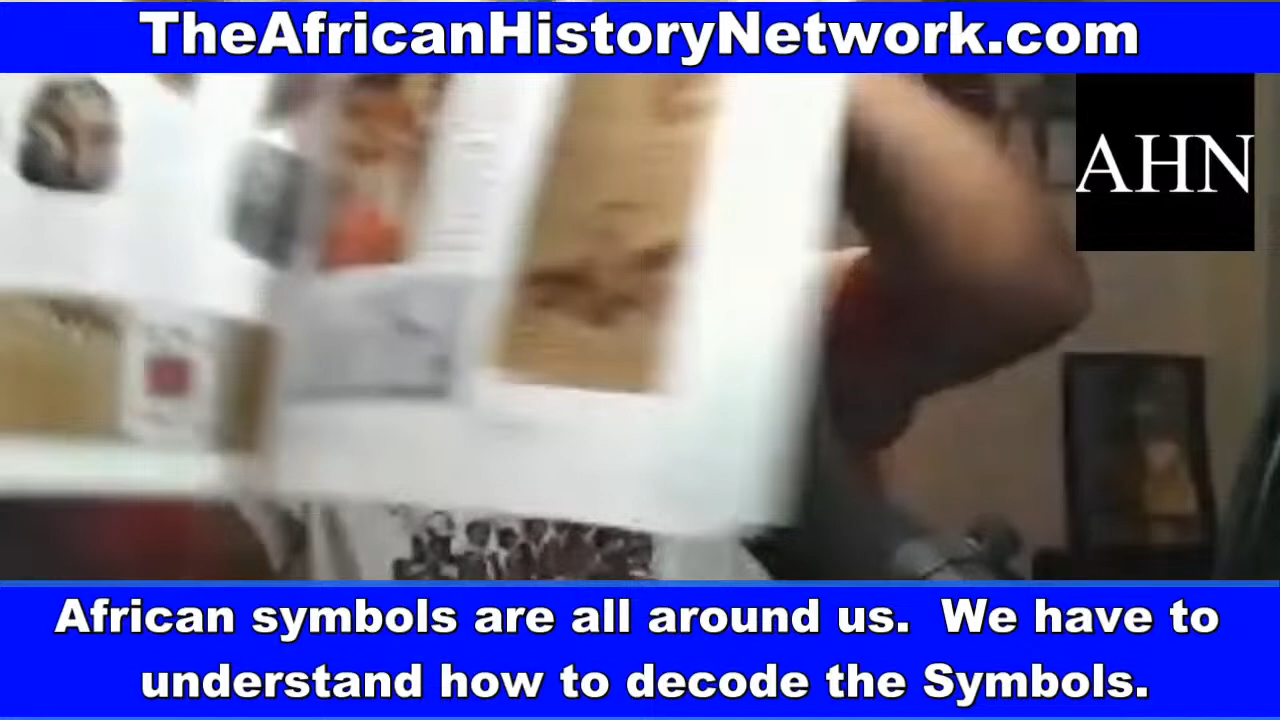 TheAfricanHistoryNetwork.com
AHN
African symbols are all around us.  We have to
understand how to decode the Symbols.